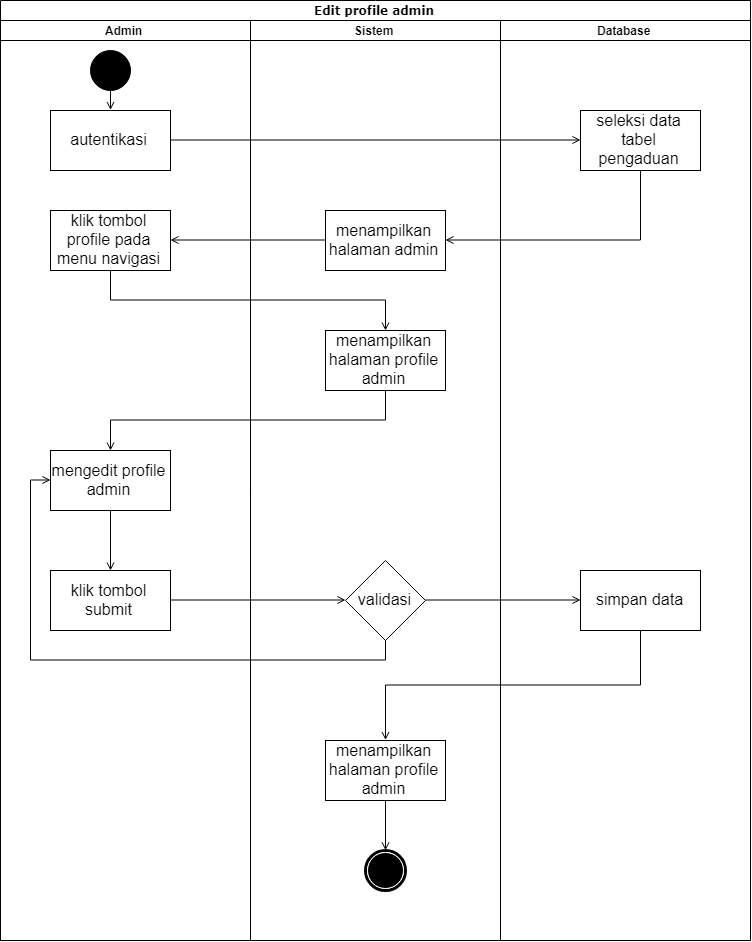 Edit profile admin
Admin
Sistem
Database
autentikasi
seleksi data
tabel
pengaduan
klik tombol
profile pada
menu navigasi
menampilkan
halaman admin
menampilkan
halaman profile
admin
mengedit profile
admin
klik tombol
submit
validasi
simpan data
menampilkan
halaman profile
admin